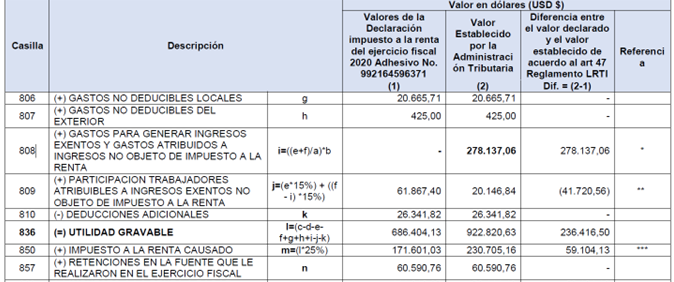 Valor en dólares (USD $)
Casilla
Descripción
Valores de la
Declaración
impuesto a la renta
del ejercicio fiscal
2020 Adhesivo No.
992164596371
(1)
Valor
Establecido
por la
Administraci
ón Tributaria
(2)
Diferencia entre
el valor declarado
y el valor
establecido de
acuerdo al art 47
Reglamento LRTI
Dif. = (2-1)
Referenci
a
806 (+) GASTOS NO DEDUCIBLES LOCALES g 20.665,71 20.665,71 -
807 (+) GASTOS NO DEDUCIBLES DEL
EXTERIOR h 425,00 425,00 -
808 (+) GASTOS PARA GENERAR INGRESOS
EXENTOS Y GASTOS ATRIBUIDOS A
INGRESOS NO OBJETO DE IMPUESTO A LA
RENTA i=((e+f)/a)*b - 278.137,06 278.137,06 *
809 (+) PARTICIPACION TRABAJADORES
ATRIBUIBLES A INGRESOS EXENTOS NO
OBJETO DE IMPUESTO A LA RENTA
j=(e*15%) + ((f
- i) *15%) 61.867,40 20.146,84 (41.720,56) **
810 (-) DEDUCCIONES ADICIONALES k 26.341,82 26.341,82 -
836 (=) UTILIDAD GRAVABLE l=(c-d-e-
f+g+h+i-j-k) 686.404,13 922.820,63 236.416,50
850 (+) IMPUESTO A LA RENTA CAUSADO m=(l*25%) 171.601,03 230.705,16 59.104,13 ***
857 (+) RETENCIONES EN LA FUENTE QUE LE
REALIZARON EN EL EJERCICIO FISCAL n 60.590,76 60.590,76 -